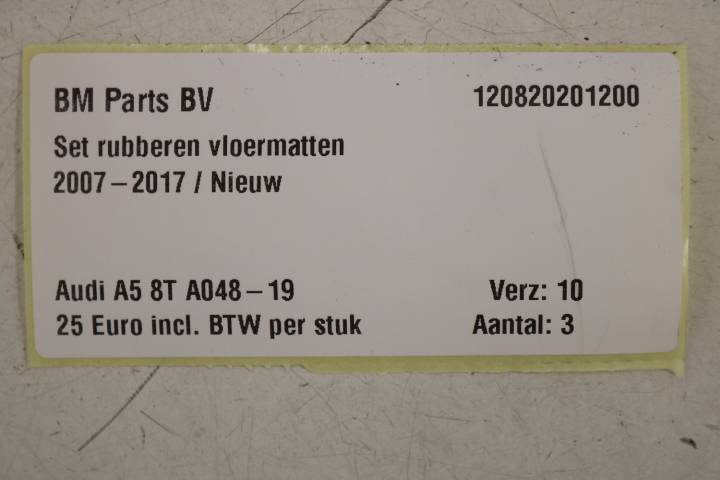 BM Parts BV 120820201200
Set rubberen vloermatten
2007-2017 / Nieuw
Audi A5 8T A048-19 Verz: 10
25 Euro incl. BTW per stuk Aantal: 3